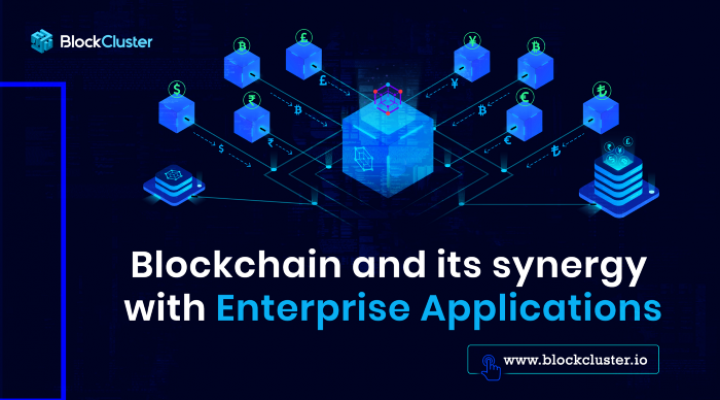 BlockCluster
฿ £ ¥ ฿
$ ₹ € ₺
£ ¥
฿ ฿
$ ₹ € ₺
Blockchain and its synergy
with Enterprise Applications
www.blockcluster.io